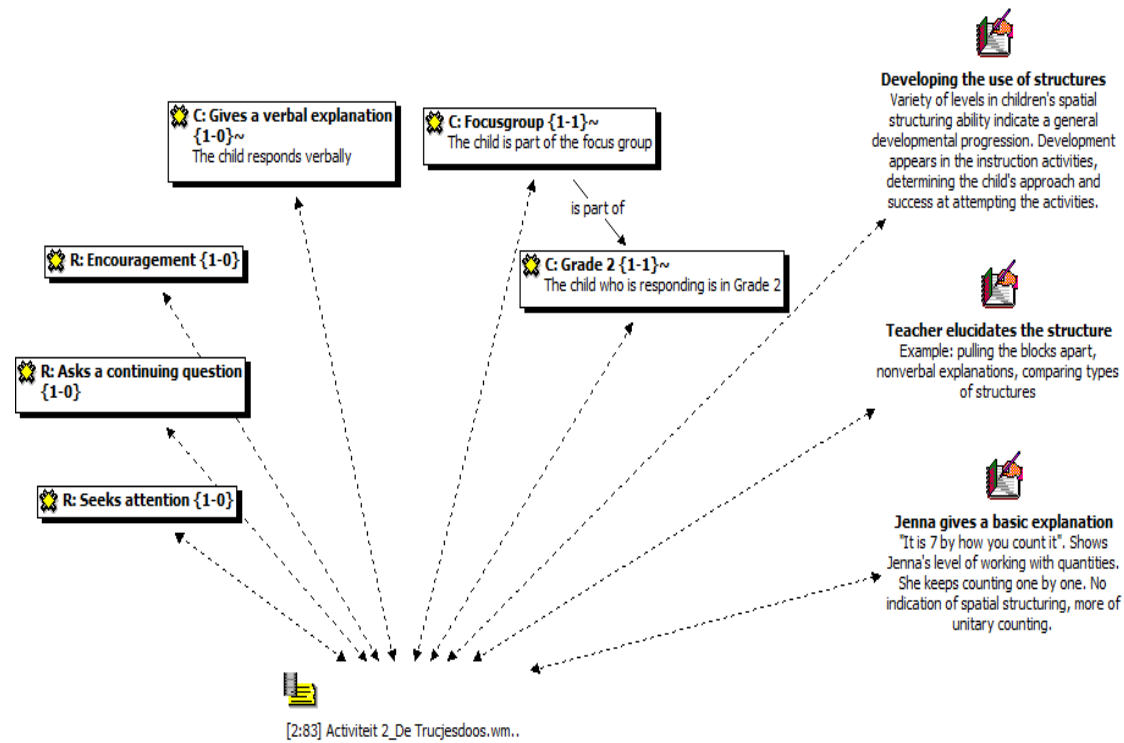 C: Gives a verbal explanation
{1-0}~
The child responds verbally
C: Focusgroup {1-1}~
The child is part of the focus group
is part of
C: Grade 2 {1-1}~
The child who is responding is in Grade 2
R: Encouragement {1-0}
R: Asks a continuing question
{1-0}
R: Seeks attention {1-0}
Developing the use of structures
Variety of levels in children's spatial
structuring ability indicate a general
developmental progression. Development
appears in the instruction activities,
determining the child's approach and
success at attempting the activities.
Teacher elucidates the structure
Example: pulling the blocks apart,
nonverbal explanations, comparing types
of structures
Jenna gives a basic explanation
"It is 7 by how you count it". Shows
Jenna's level of working with quantities.
She keeps counting one by one. No
indication of spatial structuring, more of
unitary counting.
[2:83] Activiteit 2_De Trucjesdoos.wm..